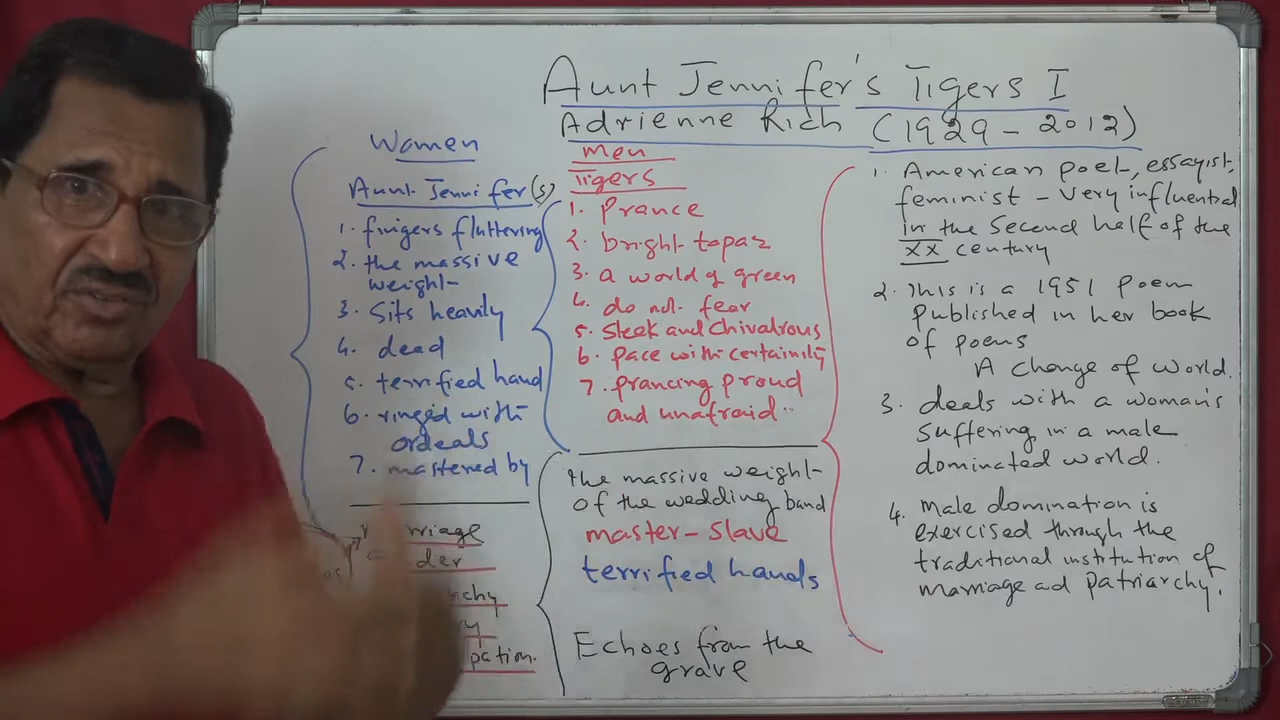 Aunt Jennifer's Tigers I
Adrienne Rich (1929 - 2012)
Women
Aunt Jennifer(s)
1. fingers fluttering
2. the massive
weight
3. Sits heavily
4. dead
5. terrified hand
6. ringed with
ordeals
7. mastered by
Men
Tigers
1. Prance
2. bright topaz
3. a world of green
4. do not fear
5. Sleek and Chivalrous
6. pace with certainity
7. prancing proud
and unafraid..
the massive weight
of the wedding band
master - Slave
terrified hands
Echoes from the
grave
1. American poet, essayist,
feminist - Very influential
in the Second half of the
XX century
2. This is a 1951 Poem
published in her book
of poems
A Change of World.
3. deals with a woman's
Suffering in a male
dominated world.
4. Male domination is
exercised through the
traditional institution of
marriage ad Patriarchy.